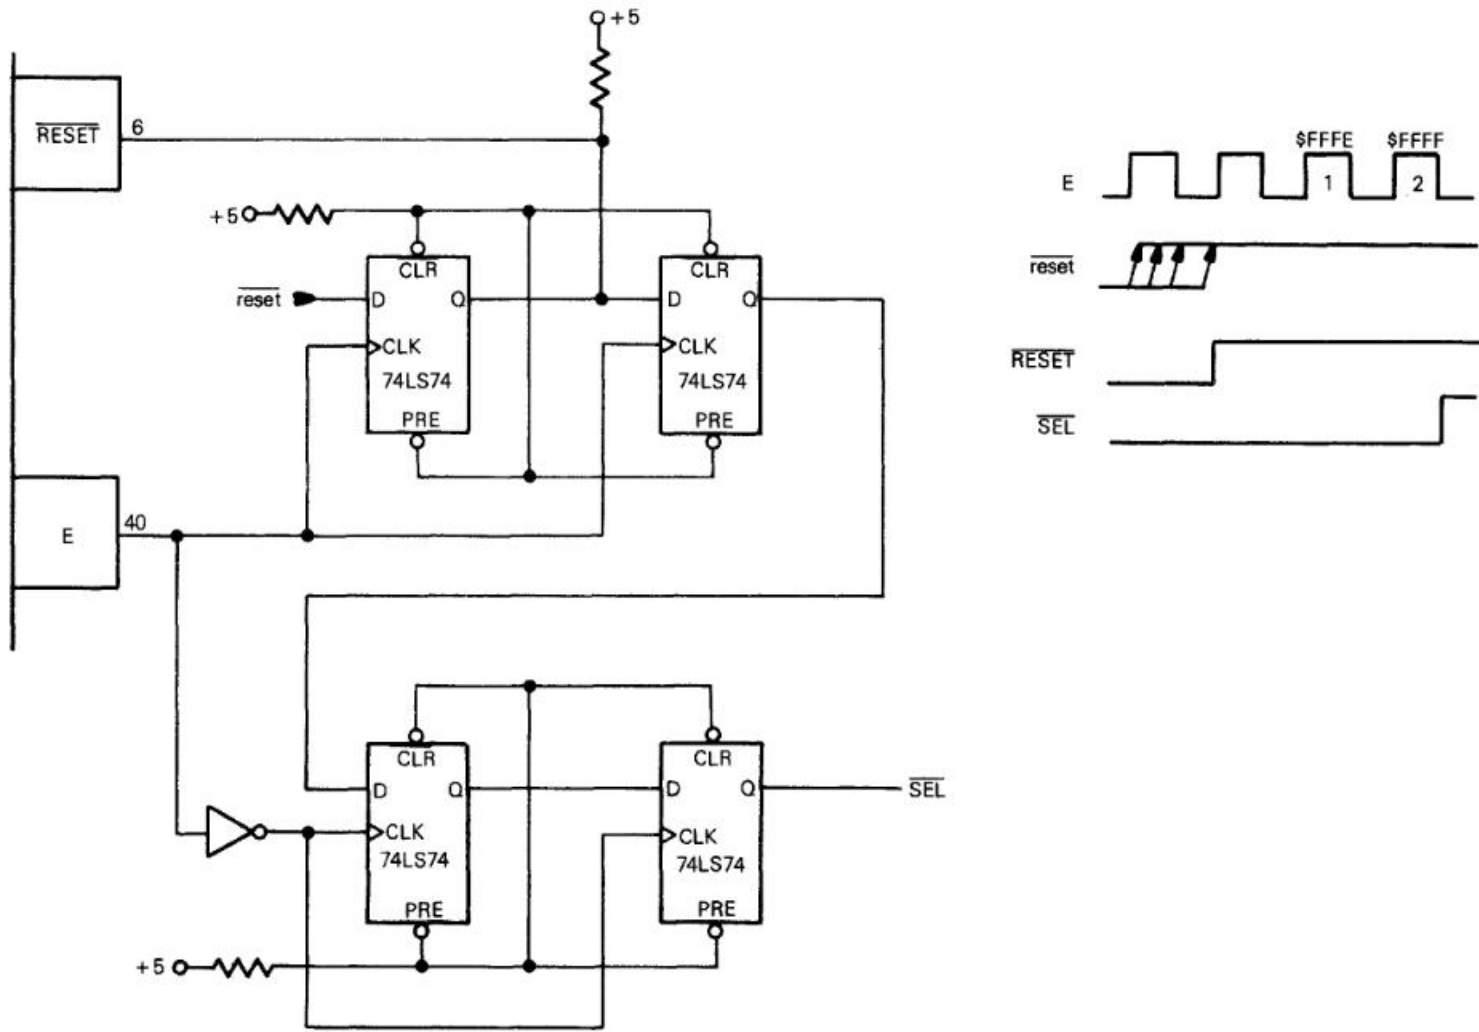 +5
RESET
6
+5
CLR
CLR
reset
D
Q
D
Q
CLK
CLK
74LS74
74LS74
PRE
PRE
E
40
CLR
CLR
D
Q
D
Q
SEL
CLK
CLK
74LS74
74LS74
PRE
PRE
+5
$FFFE
$FFFF
E
1
2
reset
RESET
SEL